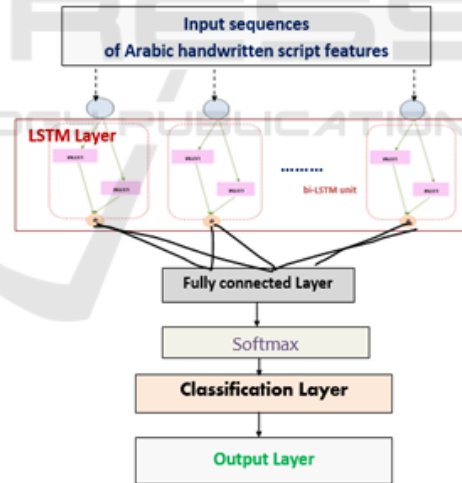 Input sequences
of Arabic handwritten script features
LSTM Layer
.........
bi-LSTM unit
Fully connected Layer
Softmax
Classification Layer
Output Layer